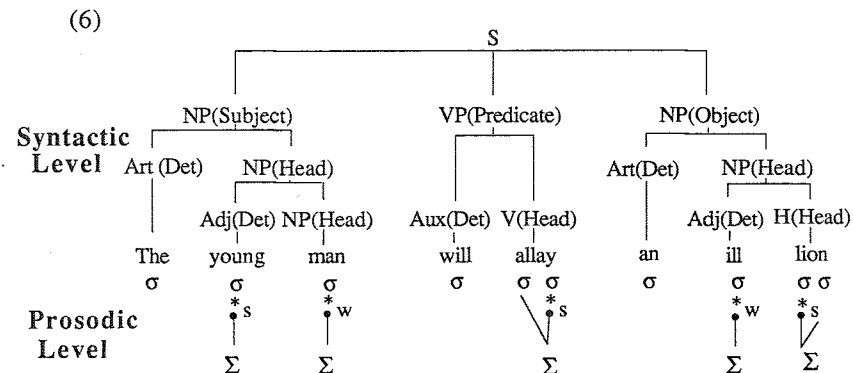 (6)
S
NP(Subject) VP(Predicate) NP(Object)
Syntactic
Level
Art (Det) NP(Head) Art(Det) NP(Head)
Adj(Det) NP(Head) Aux(Det) V(Head) Adj(Det) H(Head)
The young man will allay an ill lion
σ σ σ σ σ σ σ σ σ σ
* * * * *
s w s w s
Prosodic
Level
Σ Σ Σ Σ Σ